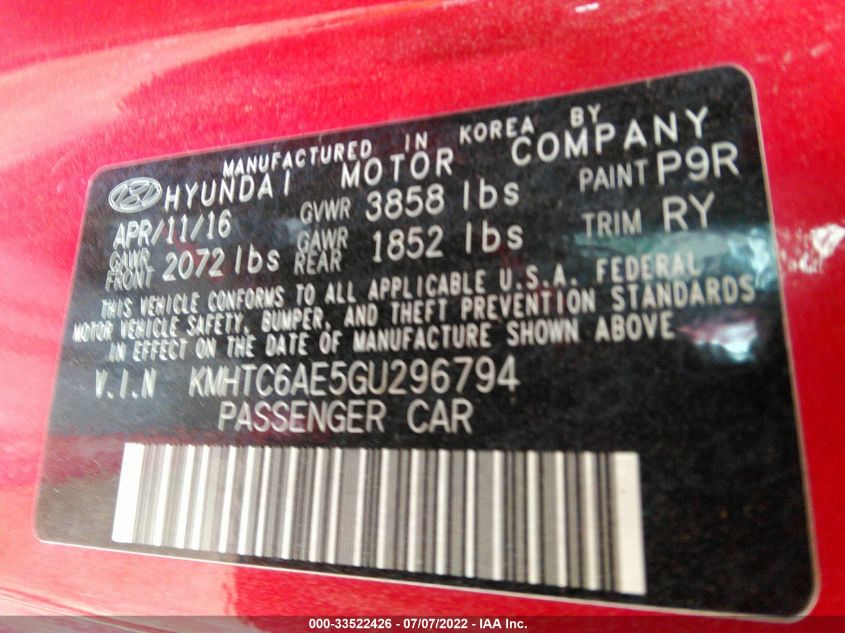 MANUFACTURED IN KOREA BY
HYUNDAI MOTOR COMPANY
APR/11/16 GVWR 3858 lbs PAINT P9R
GAWR FRONT 2072 lbs GAWR REAR 1852 lbs TRIM RY
THIS VEHICLE CONFORMS TO ALL APPLICABLE U.S.A. FEDERAL
MOTOR VEHICLE SAFETY, BUMPER, AND THEFT PREVENTION STANDARDS
IN EFFECT ON THE DATE OF MANUFACTURE SHOWN ABOVE
V.I.N KMHTC6AE5GU296794
PASSENGER CAR
000-33522426 - 07/07/2022 - IAA Inc.